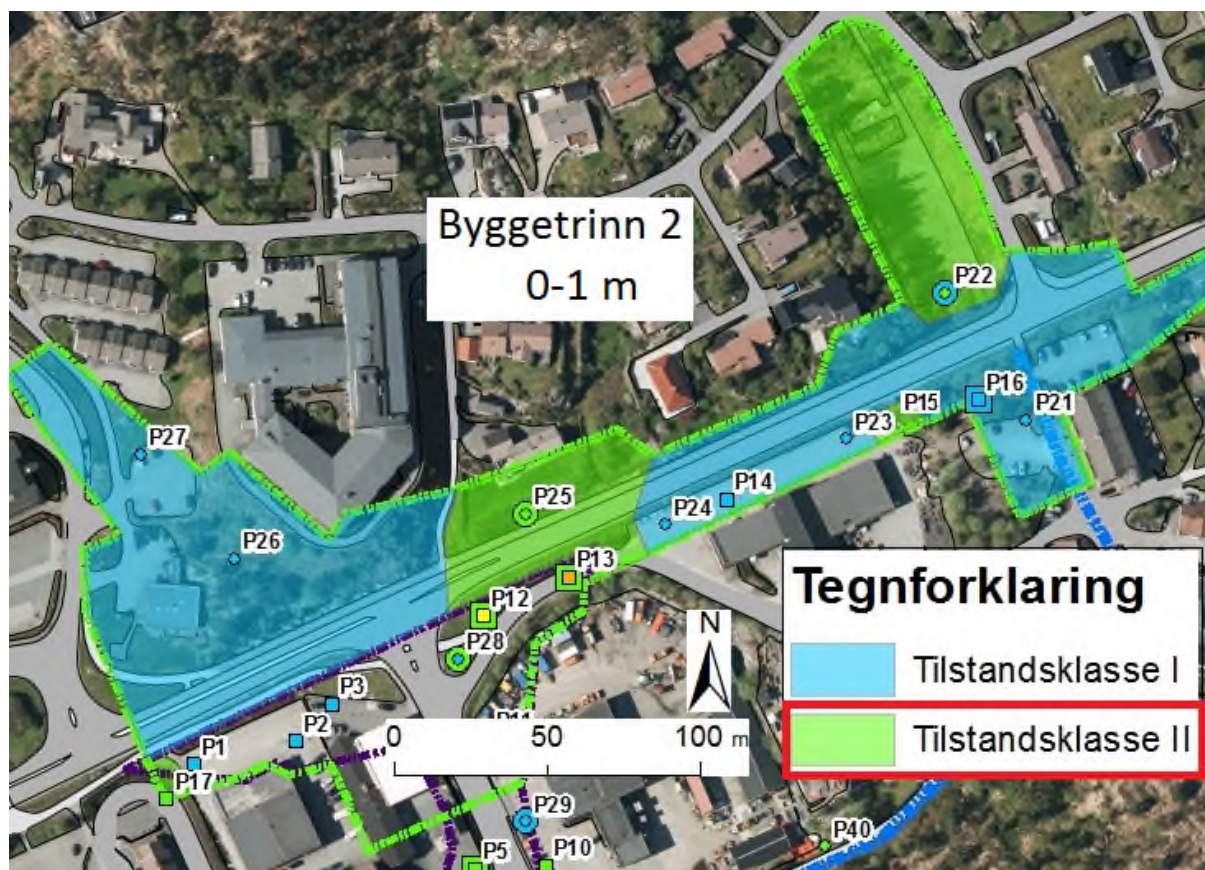 Byggetrinn 2
0-1 m
P22
P16
P15
P21
P23
P27
P14
P25
P24
P26
P13
P12
P28
Tegnforklaring
Tilstandsklasse I
Tilstandsklasse II
N
P3
P2
P11
0 50 100 m
P1
P17
P29
P40
P5
P10